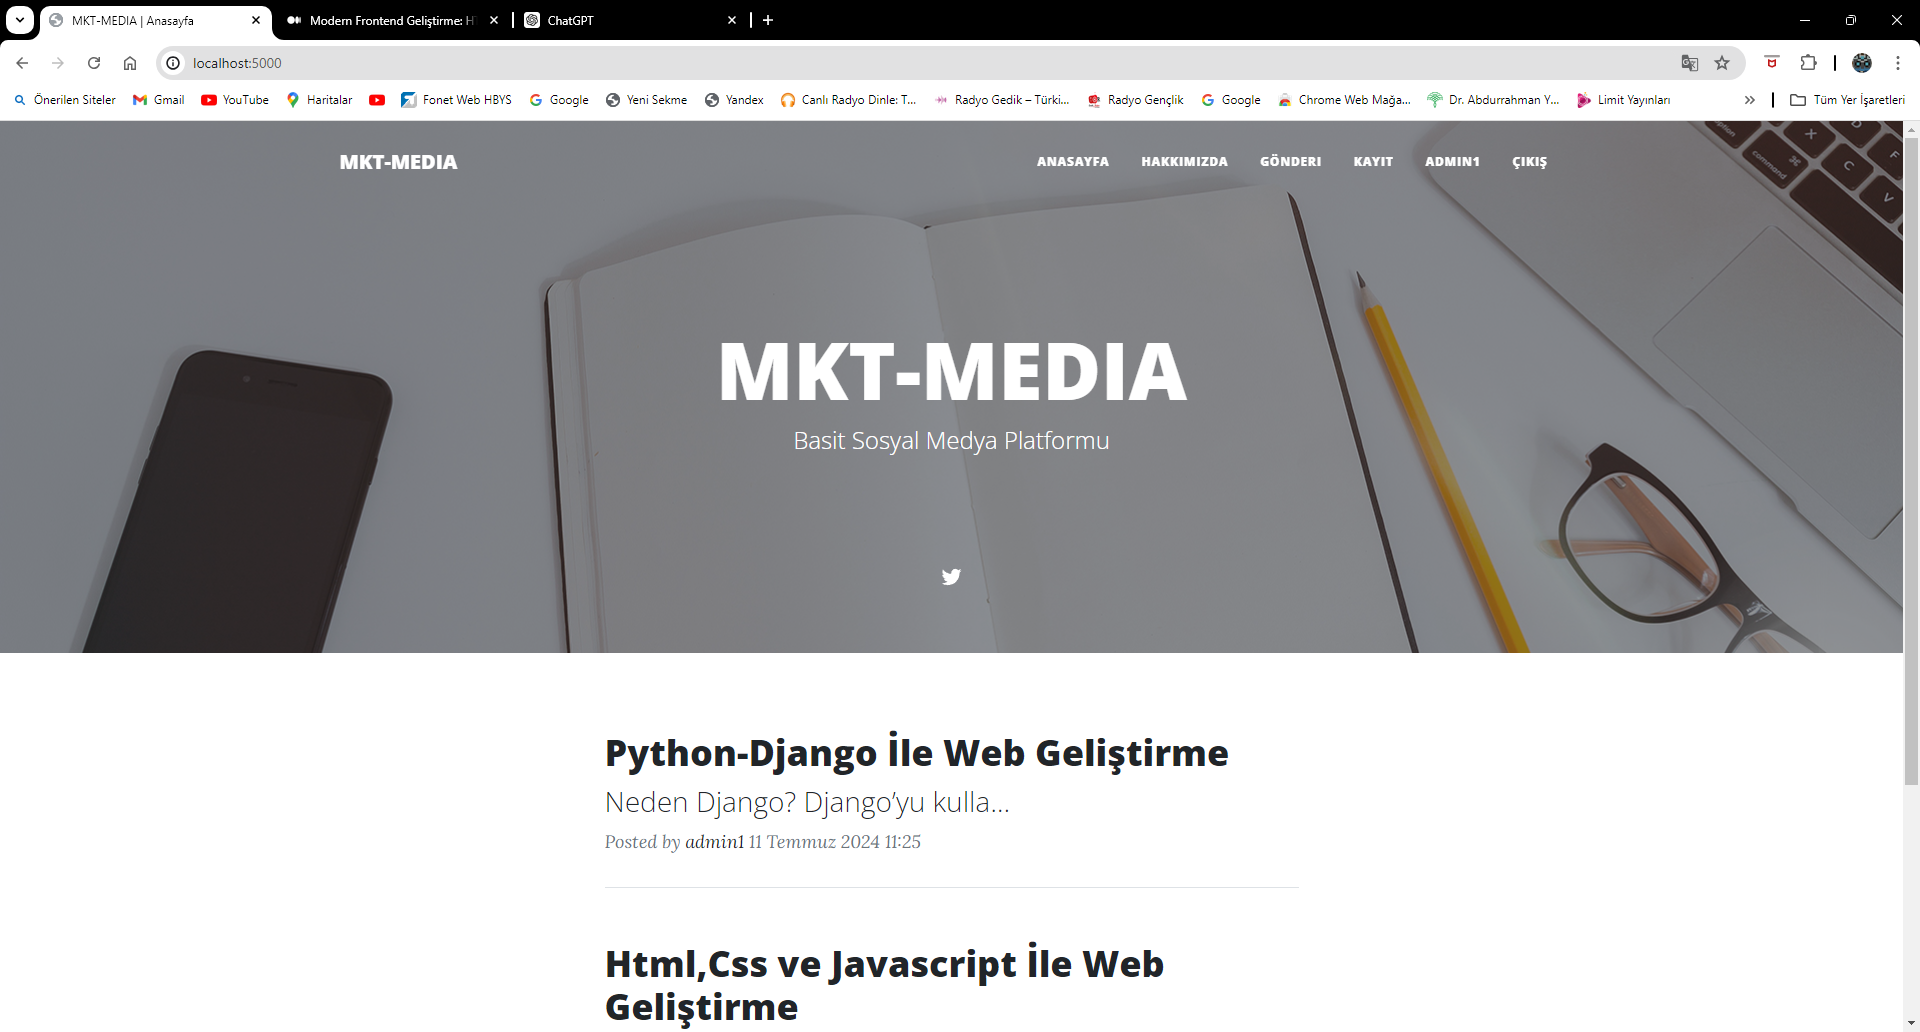 MKT-MEDIA | Anasayfa
Modern Frontend Geliştirme: H
ChatGPT
localhost:5000
Önerilen Siteler
Gmail
YouTube
Haritalar
Fonet Web HBYS
Google
Yeni Sekme
Yandex
Canlı Radyo Dinle: T...
Radyo Gedik – Türki...
Radyo Gençlik
Google
Chrome Web Mağa...
Dr. Abdurrahman Y...
Limit Yayınları
Tüm Yer İşaretleri
MKT-MEDIA
ANASAYFA
HAKKIMIZDA
GÖNDERI
KAYIT
ADMIN1
ÇIKIŞ
option
command
X
C
D
F
V
MKT-MEDIA
Basit Sosyal Medya Platformu
Python-Django İle Web Geliştirme
Neden Django? Django’yu kulla...
Posted by admin1 11 Temmuz 2024 11:25
Html,Css ve Javascript İle Web
Geliştirme